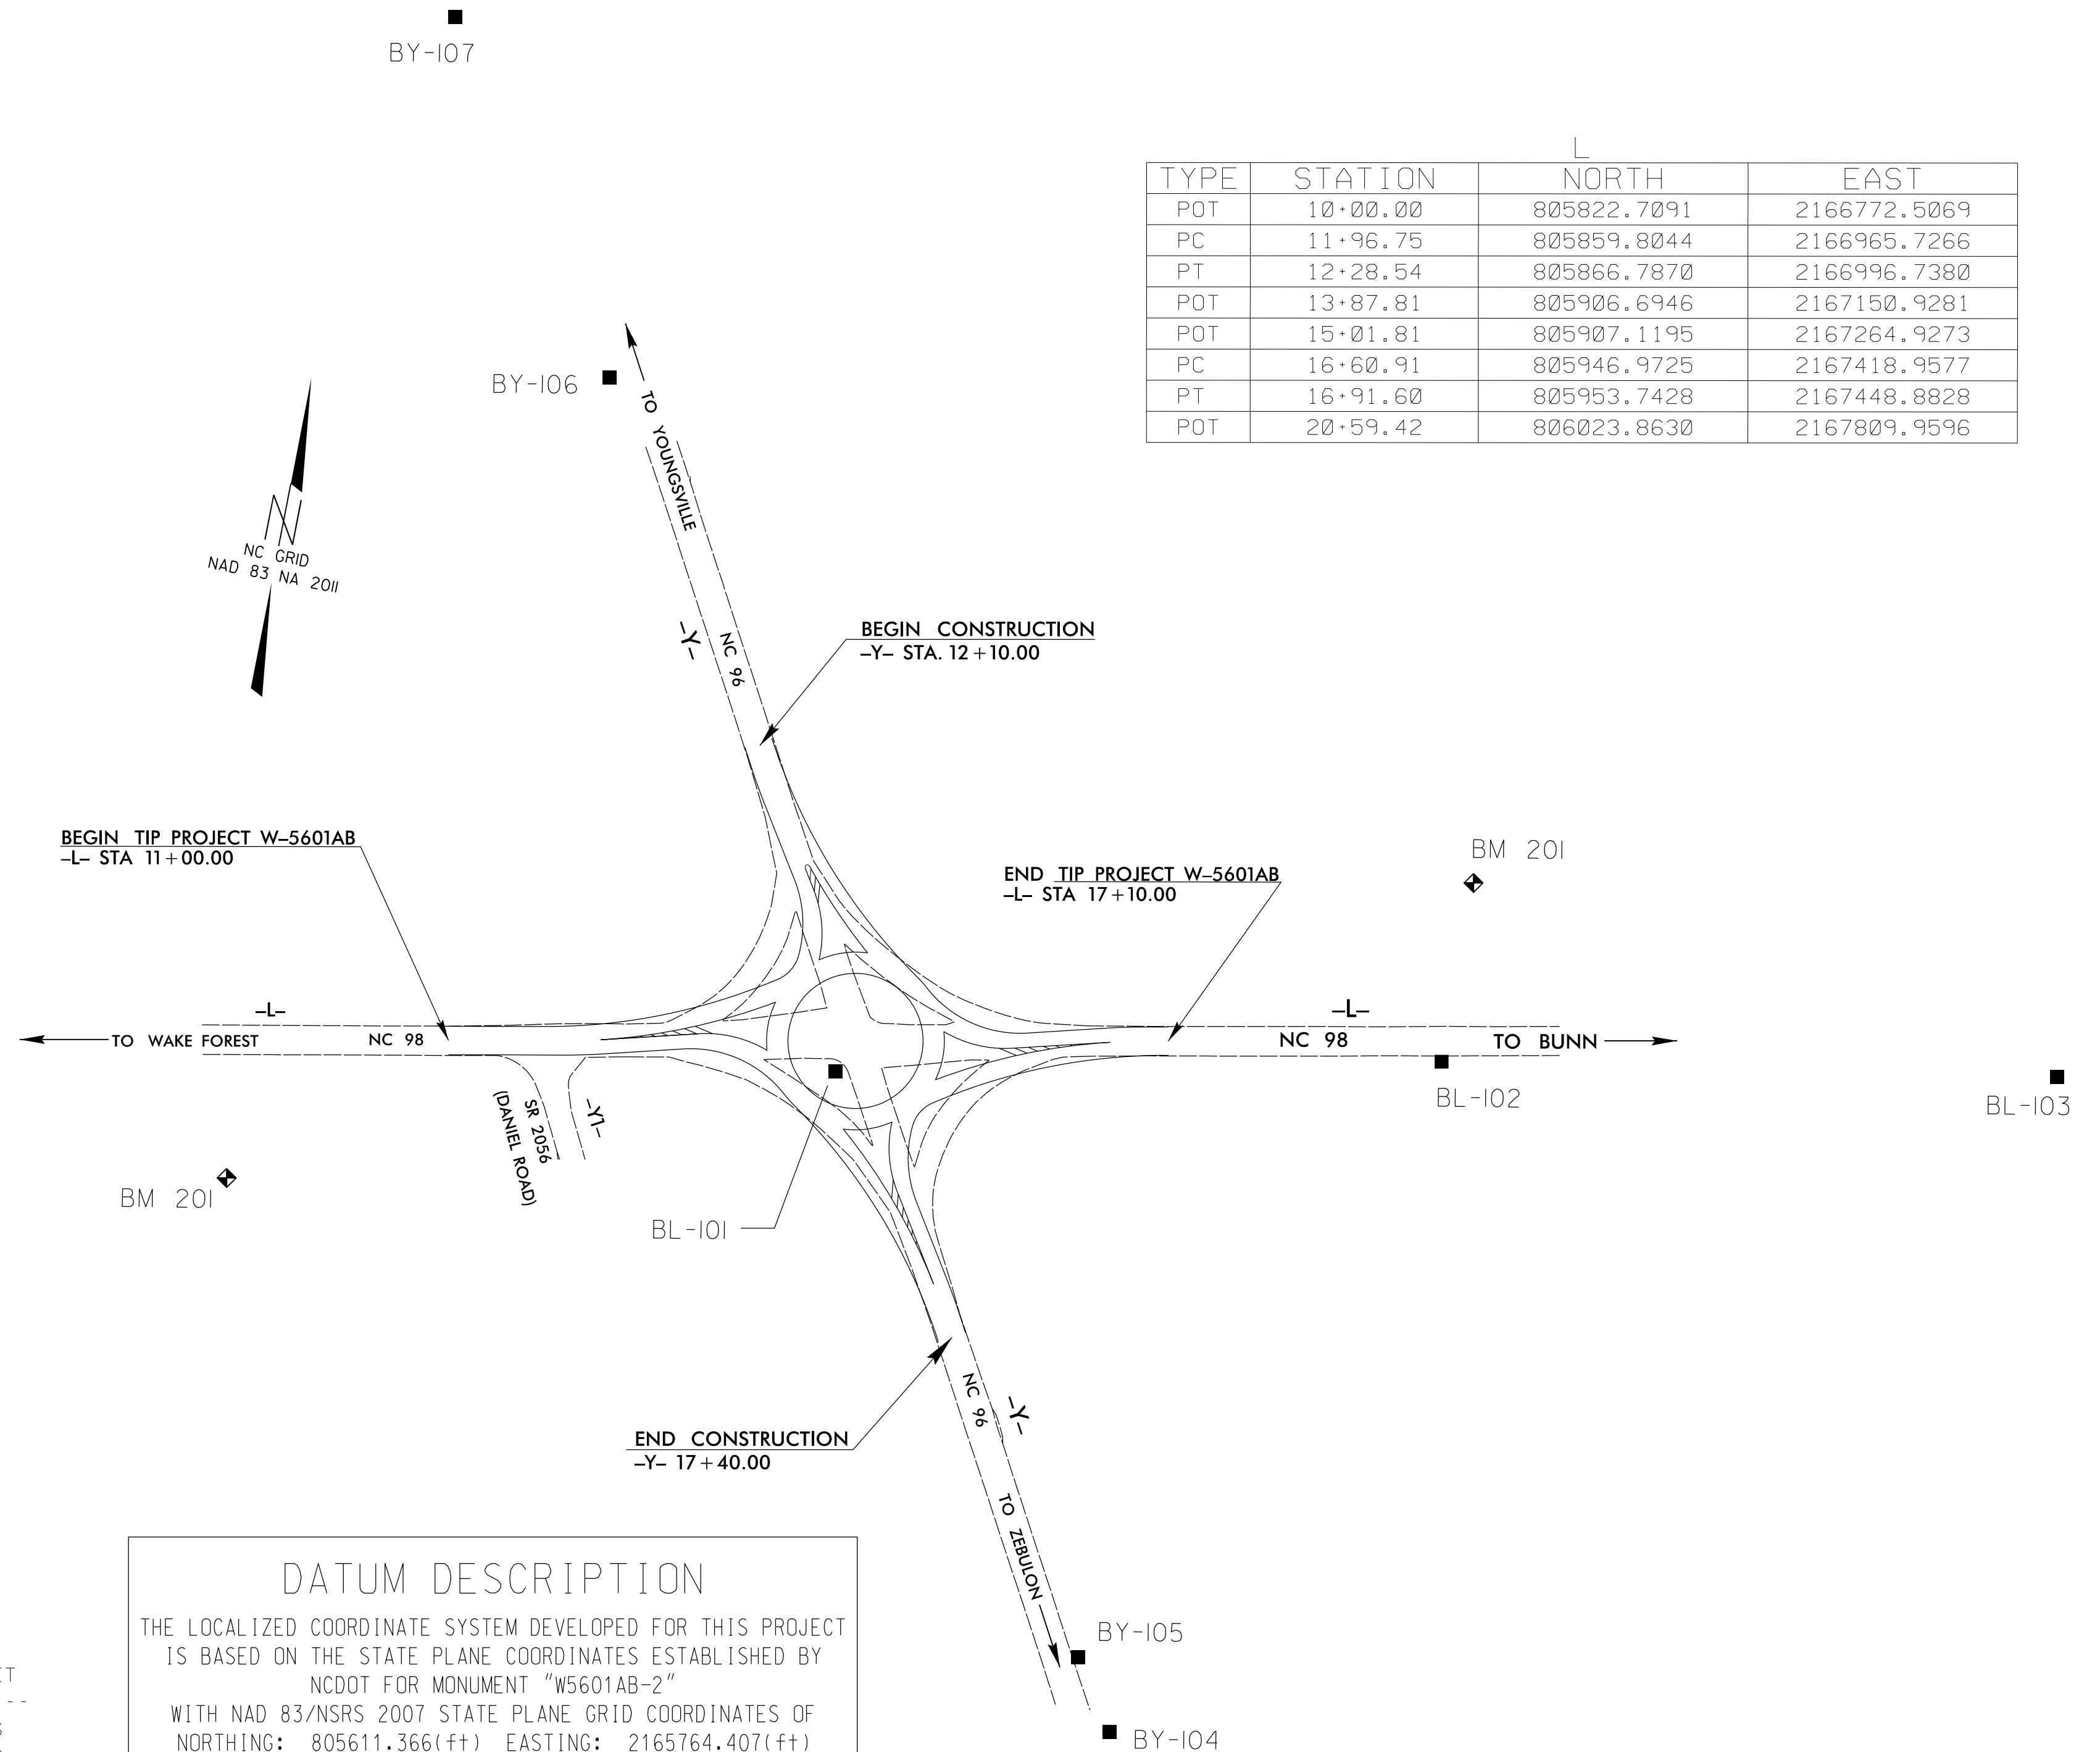 BY-107
L
TYPE STATION NORTH EAST
POT 10+00.00 805822.7091 2166772.5069
PC 11+96.75 805859.8044 2166965.7266
PT 12+28.54 805866.7870 2166996.7380
POT 13+87.81 805906.6946 2167150.9281
POT 15+01.81 805907.1195 2167264.9273
PC 16+60.91 805946.9725 2167418.9577
PT 16+91.60 805953.7428 2167448.8828
POT 20+59.42 806023.8630 2167809.9596
BY-106
TO YOUNGSVILLE
N
NC GRID
NAD 83 NA 2011
-Y-
NC 96
BEGIN CONSTRUCTION
-Y- STA. 12+10.00
BEGIN TIP PROJECT W-5601AB
-L- STA 11+00.00
BM 201
END TIP PROJECT W-5601AB
-L- STA 17+10.00
-L-
-L-
TO WAKE FOREST
NC 98
NC 98
TO BUNN
BL-102
BL-103
SR 2056
(DANIEL ROAD)
-Y1-
BM 201
BL-101
NC 96
-Y-
END CONSTRUCTION
-Y- 17+40.00
TO ZEBULON
BY-105
BY-104
DATUM DESCRIPTION
THE LOCALIZED COORDINATE SYSTEM DEVELOPED FOR THIS PROJECT
IS BASED ON THE STATE PLANE COORDINATES ESTABLISHED BY
NCDOT FOR MONUMENT "W5601AB-2"
WITH NAD 83/NSRS 2007 STATE PLANE GRID COORDINATES OF
NORTHING: 805611.366(ft) EASTING: 2165764.407(ft)